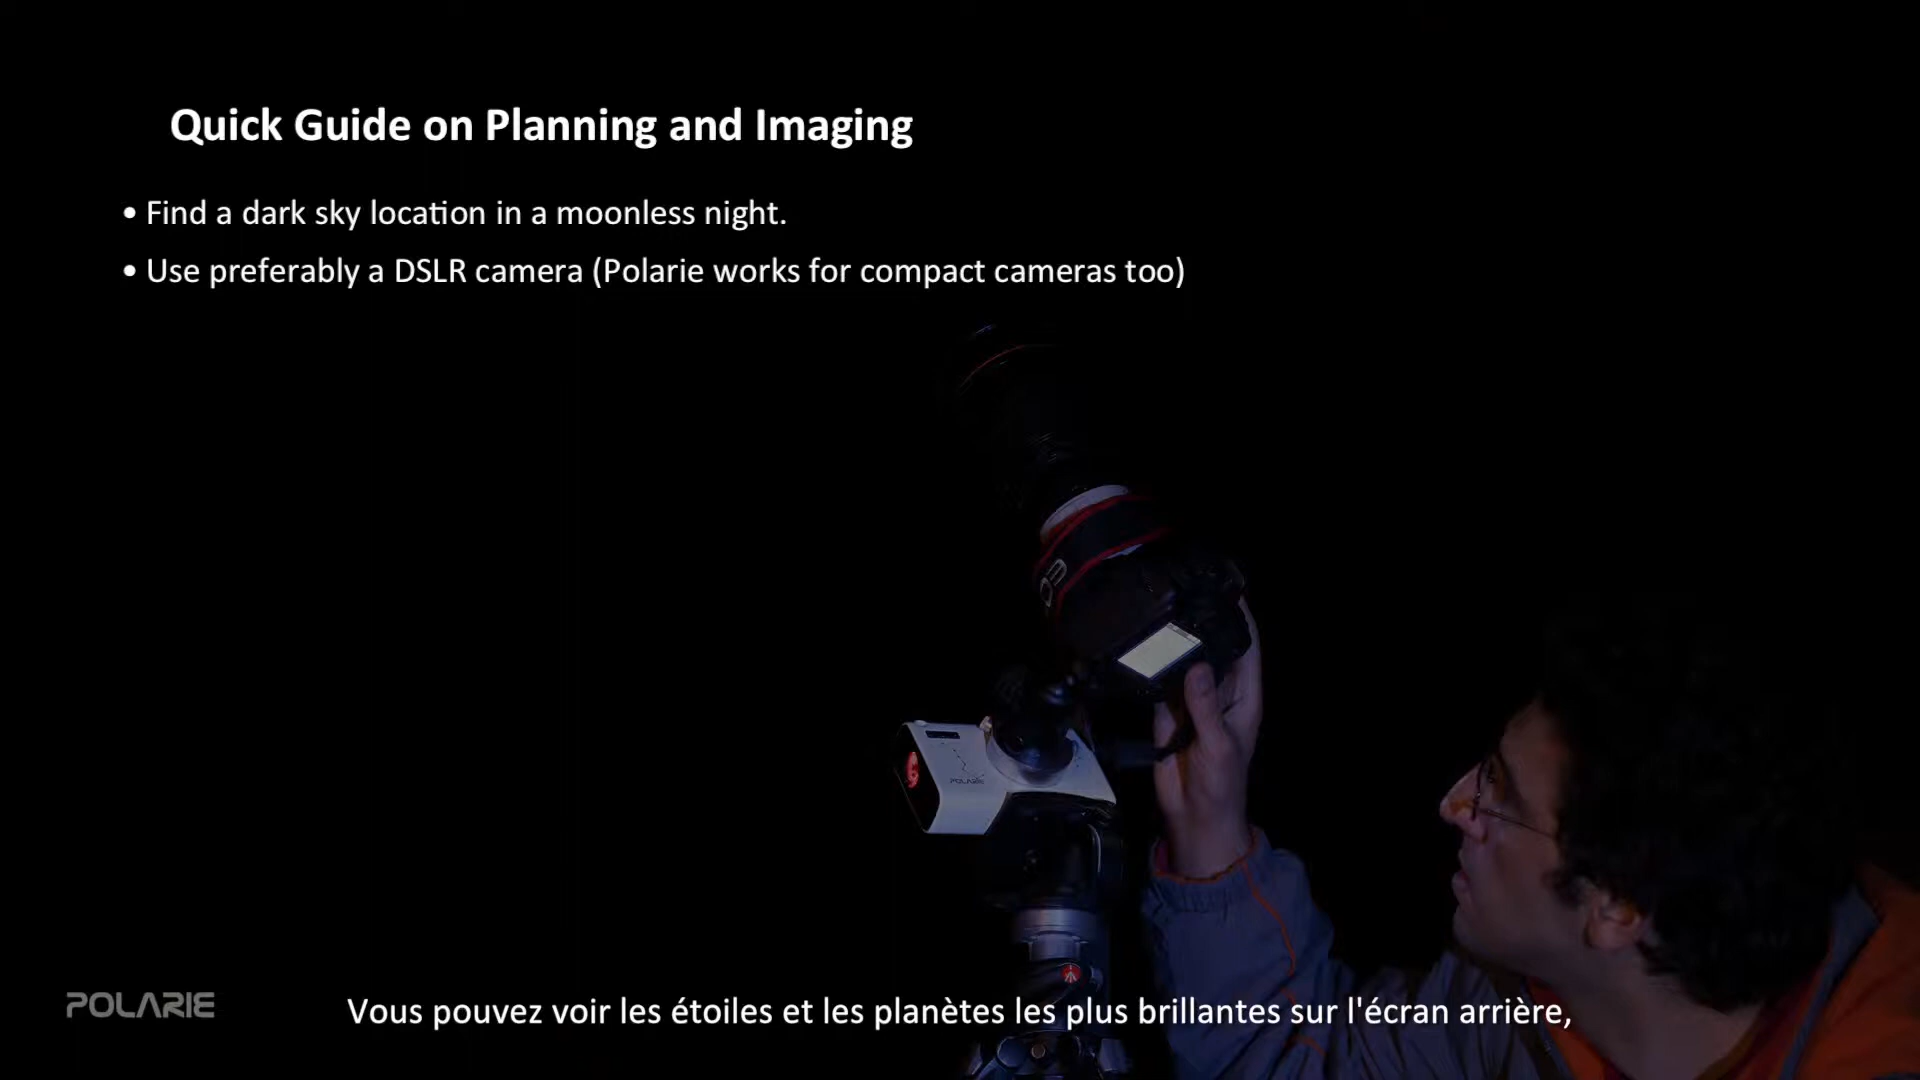 Quick Guide on Planning and Imaging
• Find a dark sky location in a moonless night.
• Use preferably a DSLR camera (Polarie works for compact cameras too)
POLARIE
POLARIE
Vous pouvez voir les étoiles et les planètes les plus brillantes sur l'écran arrière,